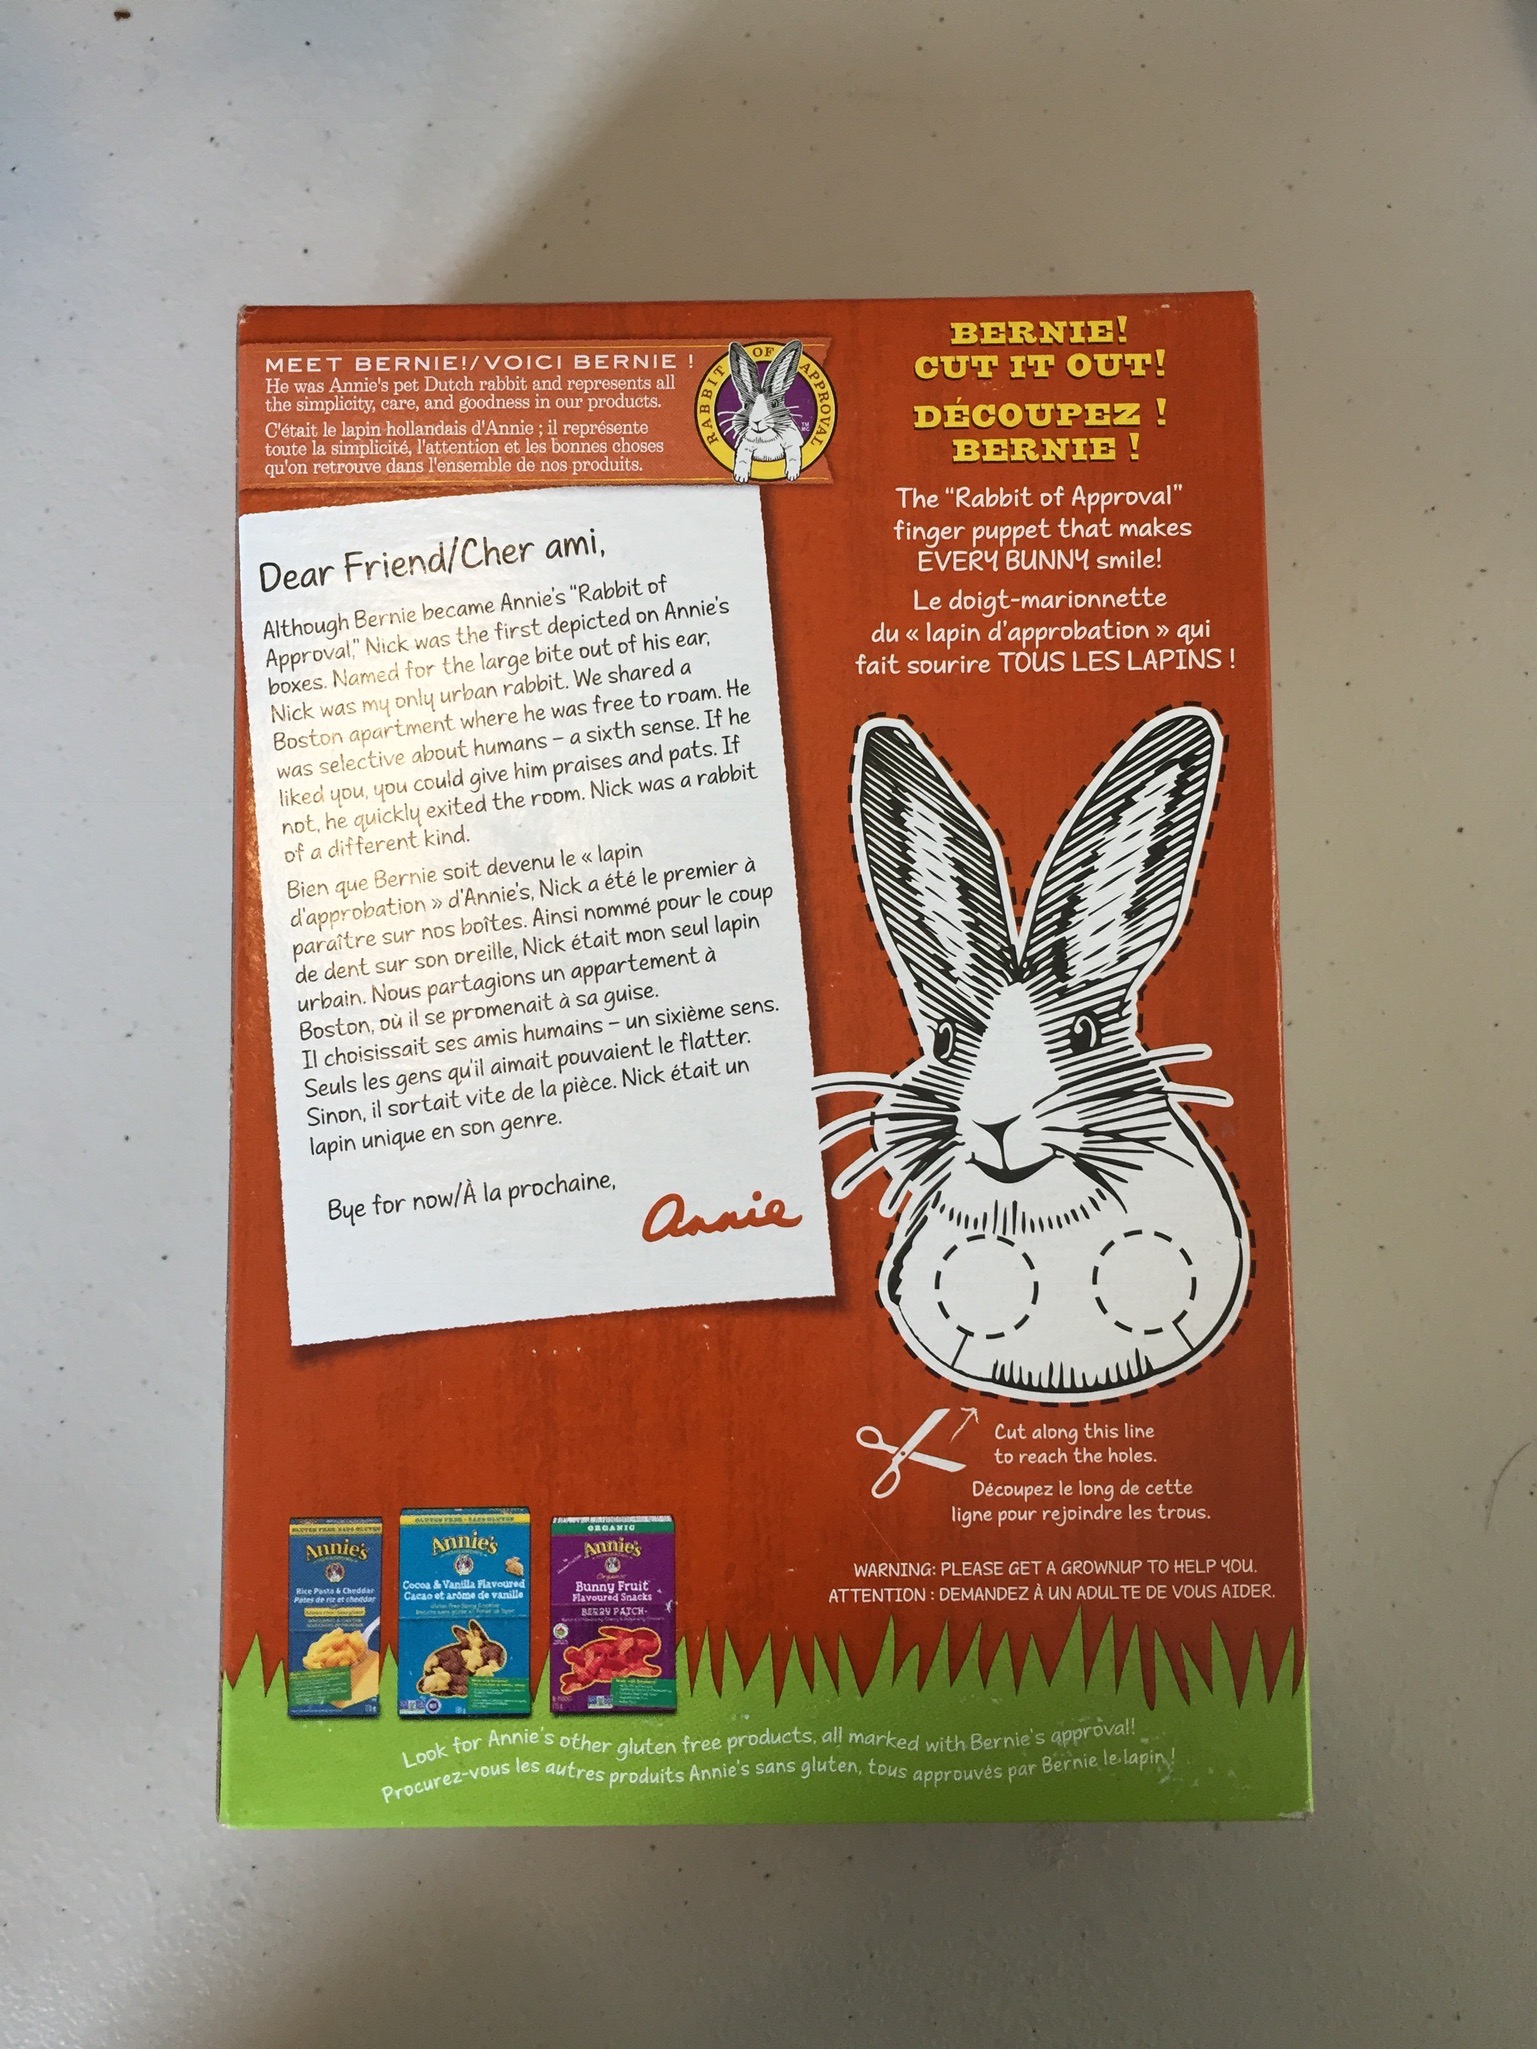 MEET BERNIE!/VOICI BERNIE !
He was Annie's pet Dutch rabbit and represents all
the simplicity, care, and goodness in our products.
C'était le lapin hollandais d'Annie ; il représente
toute la simplicité, l'attention et les bonnes choses
qu'on retrouve dans l'ensemble de nos produits.
RABBIT OF APPROVAL
TM
MC
Dear Friend/Cher ami,
Although Bernie became Annie's "Rabbit of
Approval," Nick was the first depicted on Annie's
boxes. Named for the large bite out of his ear,
Nick was my only urban rabbit. We shared a
Boston apartment where he was free to roam. He
was selective about humans – a sixth sense. If he
liked you, you could give him praises and pats. If
not, he quickly exited the room. Nick was a rabbit
of a different kind.
Bien que Bernie soit devenu le « lapin
d'approbation » d'Annie's, Nick a été le premier à
paraître sur nos boîtes. Ainsi nommé pour le coup
de dent sur son oreille, Nick était mon seul lapin
urbain. Nous partagions un appartement à
Boston, où il se promenait à sa guise.
Il choisissait ses amis humains – un sixième sens.
Seuls les gens qu'il aimait pouvaient le flatter.
Sinon, il sortait vite de la pièce. Nick était un
lapin unique en son genre.
Bye for now/À la prochaine,
Annie
BERNIE!
CUT IT OUT!
DÉCOUPEZ !
BERNIE !
The "Rabbit of Approval"
finger puppet that makes
EVERY BUNNY smile!
Le doigt-marionnette
du « lapin d'approbation » qui
fait sourire TOUS LES LAPINS !
Cut along this line
to reach the holes.
Découpez le long de cette
ligne pour rejoindre les trous.
WARNING: PLEASE GET A GROWNUP TO HELP YOU.
ATTENTION : DEMANDEZ À UN ADULTE DE VOUS AIDER.
GLUTEN FREE · SANS GLUTEN
Annie's
Rice Pasta & Cheddar
Pâtes de riz et cheddar
GLUTEN FREE · SANS GLUTEN
Annie's
Cocoa & Vanilla Flavoured
Cacao et arôme de vanille
ORGANIC
Annie's
Organic
Bunny Fruit
Flavoured Snacks
BERRY PATCH
Look for Annie's other gluten free products, all marked with Bernie's approval!
Procurez-vous les autres produits Annie's sans gluten, tous approuvés par Bernie le lapin !